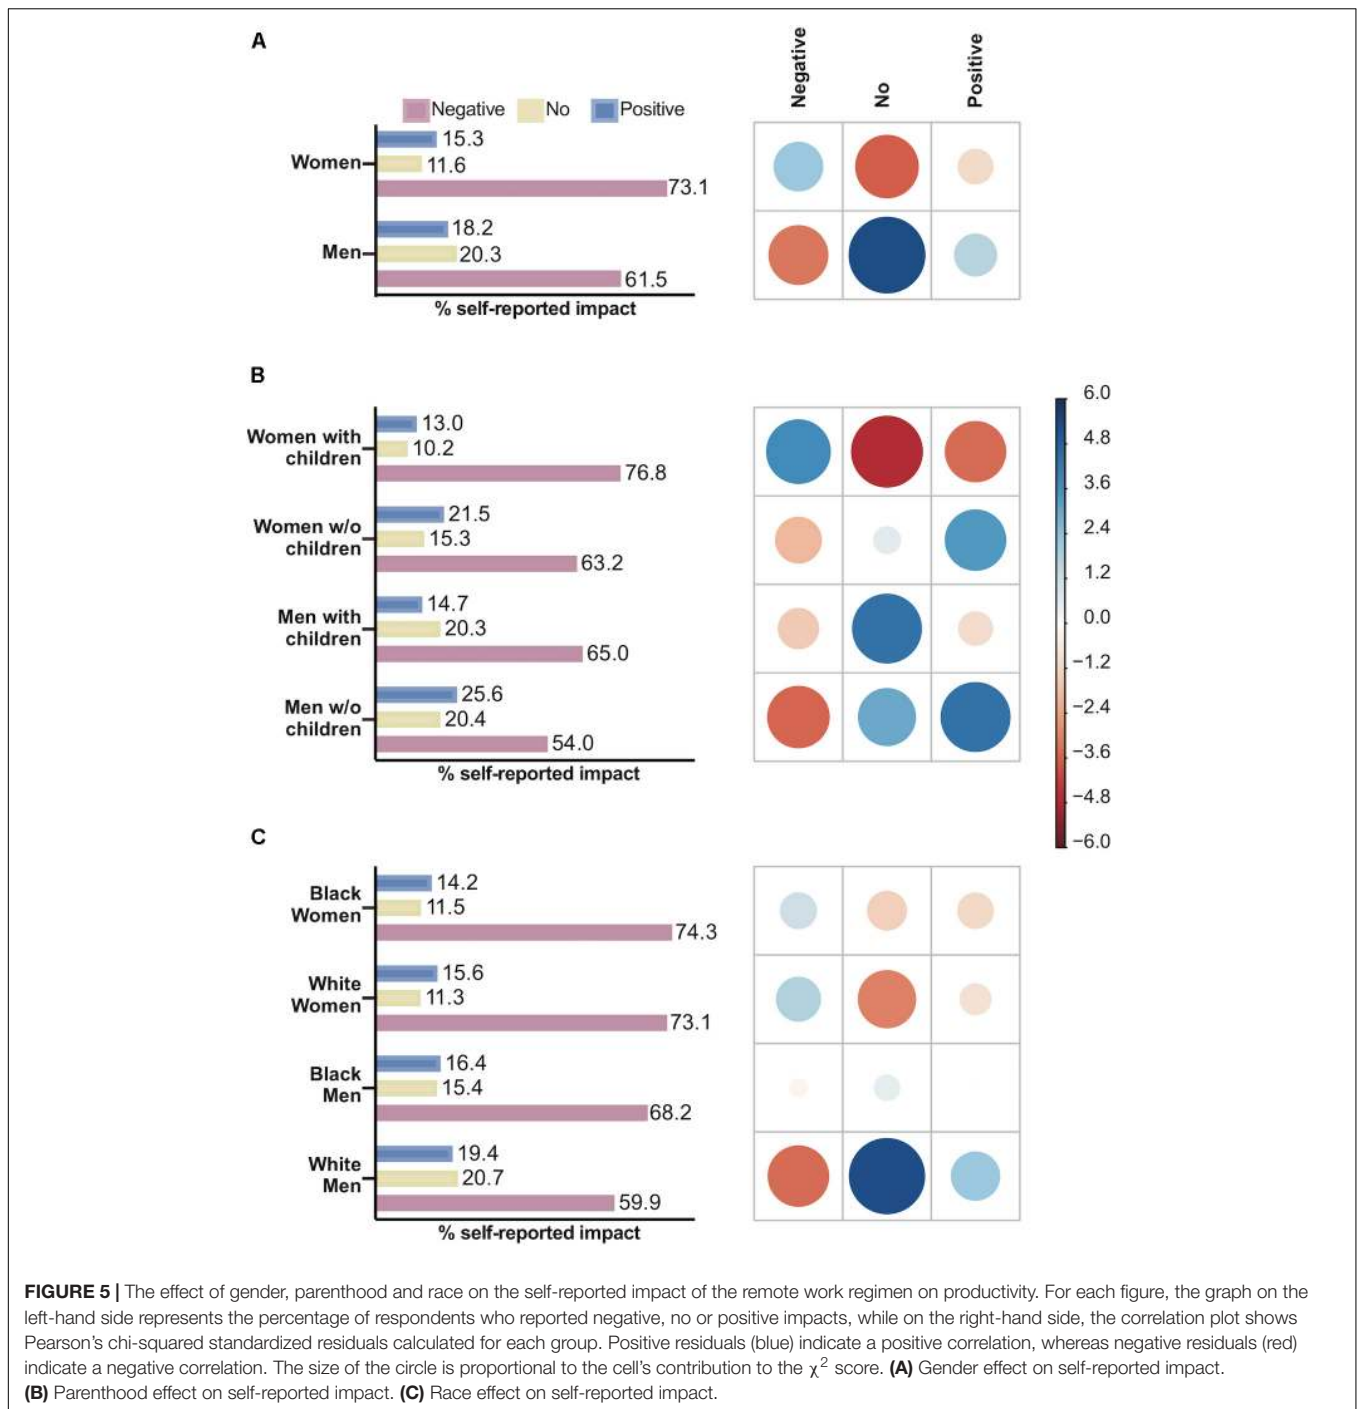 A
Negative No Positive
Negative
No
Positive
Women
15.3
11.6
73.1
Men
18.2
20.3
61.5
% self-reported impact
B
Women with
children
13.0
10.2
76.8
Women w/o
children
21.5
15.3
63.2
Men with
children
14.7
20.3
65.0
Men w/o
children
25.6
20.4
54.0
% self-reported impact
6.0
4.8
3.6
2.4
1.2
0.0
−1.2
−2.4
−3.6
−4.8
−6.0
C
Black
Women
14.2
11.5
74.3
White
Women
15.6
11.3
73.1
Black
Men
16.4
15.4
68.2
White
Men
19.4
20.7
59.9
% self-reported impact
FIGURE 5 | The effect of gender, parenthood and race on the self-reported impact of the remote work regimen on productivity. For each figure, the graph on the
left-hand side represents the percentage of respondents who reported negative, no or positive impacts, while on the right-hand side, the correlation plot shows
Pearson's chi-squared standardized residuals calculated for each group. Positive residuals (blue) indicate a positive correlation, whereas negative residuals (red)
indicate a negative correlation. The size of the circle is proportional to the cell's contribution to the χ² score. (A) Gender effect on self-reported impact.
(B) Parenthood effect on self-reported impact. (C) Race effect on self-reported impact.